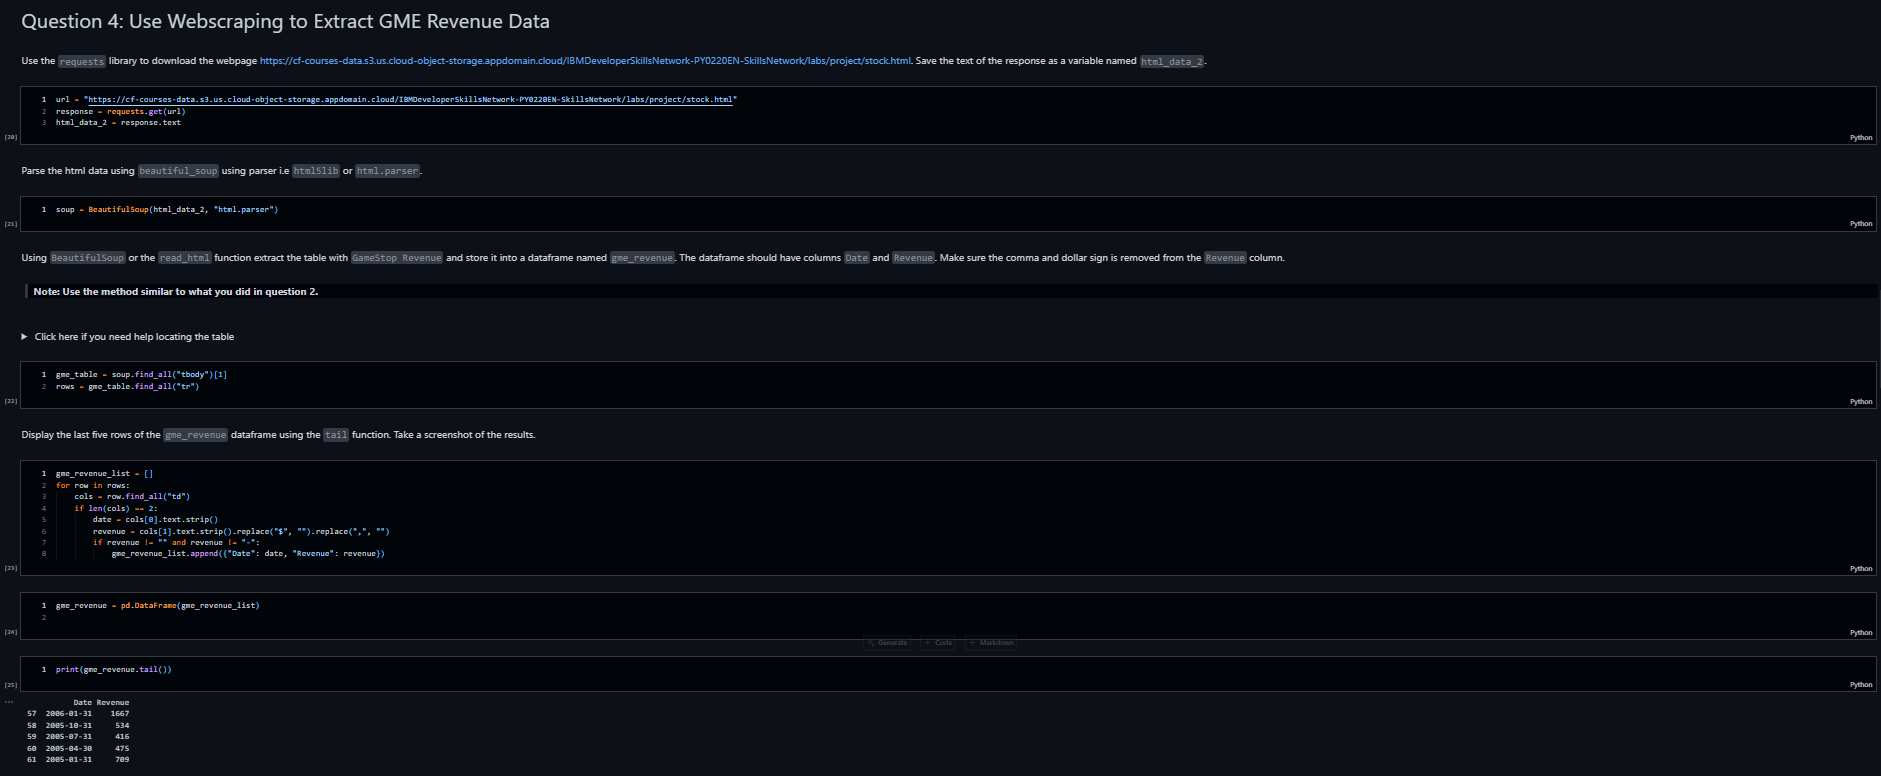 Question 4: Use Webscraping to Extract GME Revenue Data
Use the requests library to download the webpage https://cf-courses-data.s3.us.cloud-object-storage.appdomain.cloud/IBMDeveloperSkillsNetwork-PY0220EN-SkillsNetwork/labs/project/stock.html. Save the text of the response as a variable named html_data_2.
1 url = "https://cf-courses-data.s3.us.cloud-object-storage.appdomain.cloud/IBMDeveloperSkillsNetwork-PY0220EN-SkillsNetwork/labs/project/stock.html"
2 response = requests.get(url)
3 html_data_2 = response.text
[20]
Python
Parse the html data using beautiful_soup using parser i.e html5lib or html.parser.
1 soup = BeautifulSoup(html_data_2, "html.parser")
[21]
Python
Using BeautifulSoup or the read_html function extract the table with GameStop Revenue and store it into a dataframe named gme_revenue. The dataframe should have columns Date and Revenue. Make sure the comma and dollar sign is removed from the Revenue column.
Note: Use the method similar to what you did in question 2.
Click here if you need help locating the table
1 gme_table = soup.find_all("tbody")[1]
2 rows = gme_table.find_all("tr")
[22]
Python
Display the last five rows of the gme_revenue dataframe using the tail function. Take a screenshot of the results.
1 gme_revenue_list = []
2 for row in rows:
3     cols = row.find_all("td")
4     if len(cols) == 2:
5         date = cols[0].text.strip()
6         revenue = cols[1].text.strip().replace("$", "").replace(",", "")
7         if revenue != "" and revenue != "-":
8             gme_revenue_list.append({"Date": date, "Revenue": revenue})
[23]
Python
1 gme_revenue = pd.DataFrame(gme_revenue_list)
2
[24]
Python
Generate + Code + Markdown
1 print(gme_revenue.tail())
[25]
Python
...
Date Revenue
57 2006-01-31 1667
58 2005-10-31 534
59 2005-07-31 416
60 2005-04-30 475
61 2005-01-31 709